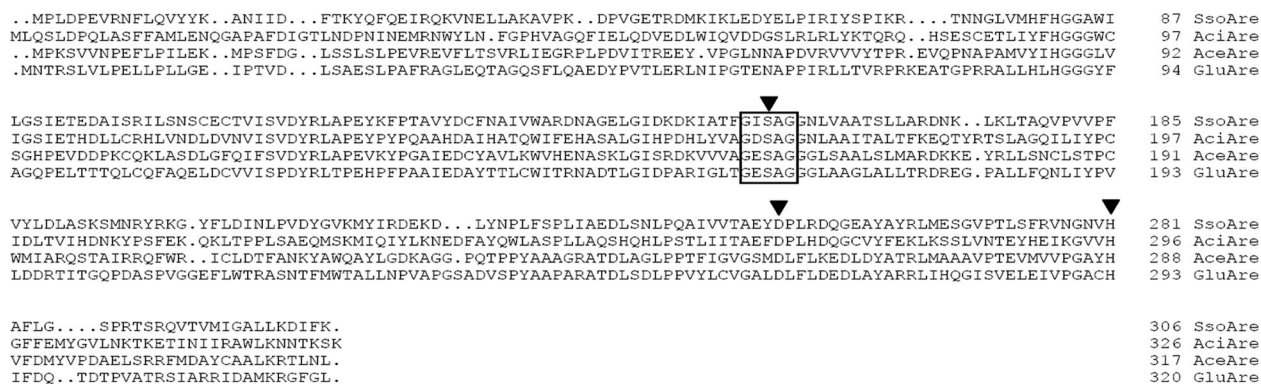 ..MPLDPEVRNFLQVYYK..ANIID..FTKYQFQEIRQKVNELLAKAVPK.DPVGETRDMKIKLEDYELPIRIYSPIKR....TNNGLVMHFHGGAWI 87 SsoAre
MLQSLDPQLASFFAMLENQGAPAFDIGTLNDPNINEMRNWYLN.FGPHVAGQFIELQDVEDLWIQVDDGSLRLRLYKTQRQ..HSESCETLIYFHGGGWC 97 AciAre
...MPKSVVNPEFLPILEK..MPSFDG..LSSLSLPEVREVFLTSVRLIEGRPLPDVITREEY.VPGLNNAPDVRVVVYTPR.EVQPNAPAMVYIHGGGLV 92 AceAre
..MNTRSLVLPELLPLLGE.IPTVD..LSAESLPAFRAGLEQTAGQSFLQAEDYPVTLERLNIPGTENAPPIRLLTVRPRKEATGPRRALLHLHGGGYF 94 GluAre
LGSIETEDAISRILSNSCECTVISVDYRLAPEYKFPTAVYDCFNAIVWARDNAGELGIDKDKIATFGISAGGNLVAATSLLARDNK..LKLTAQVPVVPF 185 SsoAre
IGSIETHDLLCRHLVNDLDVNVISVDYRLAPEYPYPQAAHDAIHATQWIFEHASALGIHPDHLYVAGDSAGGNLAAITALTFKEQTYRTSLAGQILIYPC 197 AciAre
SGHPEVDDPKCQKLASDLGFQIFSVDYRLAPEVKYPGAIEDCYAVLKWVHENASKLGISRDKVVVAGESAGGGLSAALSLMARDKKE.YRLLSNCLSTPC 191 AceAre
AGQPELTTTQLCQFAQELDCVVISPDYRLTPEHPFPAAIEDAYTTLCWITRNADTLGIDPARIGLTGESAGGGLAAGLALLTRDREG.PALLFQNLIYPV 193 GluAre
VYLDLASKSMNRYRKG.YFLDINLPVDYGVKMYIRDEKD..LYNPLFSPLIAEDLSNLPQAIVVTAEYDPLRDQGEAYAYRLMESGVPTLSFRVNGNVH 281 SsoAre
IDLTVIHDNKYPSFEK.QKLTPPLSAEQMSKMIQIYLKNEDFAYQWLASPLLAQSHQHLPSTLIITAEFDPLHDQGCVYFEKLKSSLVNTEYHEIKGVVH 296 AciAre
WMIARQSTAIRRQFWR..ICLDTFANKYAWQAYLGDKAGG.PQTPPYAAAGRATDLAGLPPTFIGVGSMDLFLKEDLDYATRLMAAAVPTEVMVVPGAYH 288 AceAre
LDDRTITGQPDASPVGGEFLWTRASNTFMWTALLNPVAPGSADVSPYAAPARATDLSDLPPVYLCVGALDLFLDEDLAYARRLIHQGISVELEIVPGACH 293 GluAre
AFLG....SPRTSRQVTVMIGALLKDIFK. 306 SsoAre
GFFEMYGVLNKTKETINIIRAWLKNNTKSK 326 AciAre
VFDMYVPDAELSRRFMDAYCAALKRTLNL. 317 AceAre
IFDQ..TDTPVATRSIARRIDAMKRGFGL. 320 GluAre